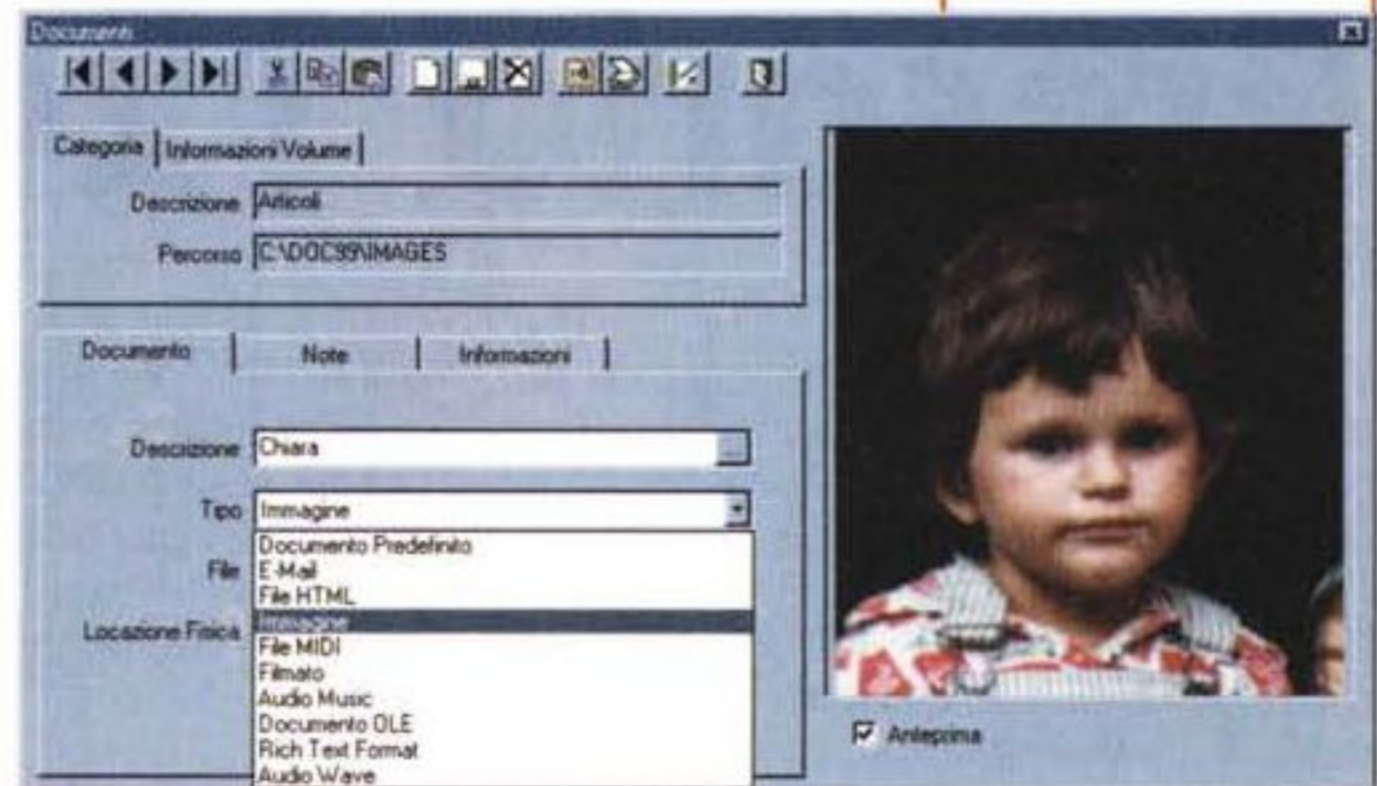 Documenti
Categoria Informazioni Volume
Descrizione Articoli
Percorso C:\DOC99\IMAGES
Documento Note Informazioni
Descrizione Chiara ...
Tipo Immagine
Documento Predefinito
File E-Mail
File HTML
Locazione Fisica Immagine
File MIDI
Filmato
Audio Music
Documento OLE
Rich Text Format
Audio Wave
Anteprima